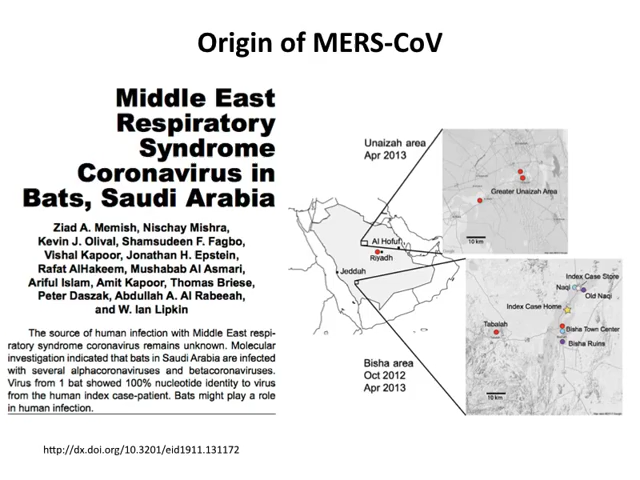 Origin of MERS-CoV
Middle East
Respiratory
Syndrome
Coronavirus in
Bats, Saudi Arabia
Ziad A. Memish, Nischay Mishra,
Kevin J. Olival, Shamsudeen F. Fagbo,
Vishal Kapoor, Jonathan H. Epstein,
Rafat AlHakeem, Mushabab Al Asmari,
Ariful Islam, Amit Kapoor, Thomas Briese,
Peter Daszak, Abdullah A. Al Rabeeah,
and W. Ian Lipkin
The source of human infection with Middle East respi-
ratory syndrome coronavirus remains unknown. Molecular
investigation indicated that bats in Saudi Arabia are infected
with several alphacoronaviruses and betacoronaviruses.
Virus from 1 bat showed 100% nucleotide identity to virus
from the human index case-patient. Bats might play a role
in human infection.
http://dx.doi.org/10.3201/eid1911.131172
Unaizah area
Apr 2013
Greater Unaizah Area
10 km
Al Hofuf
Riyadh
Jeddah
Bisha area
Oct 2012
Apr 2013
Index Case Store
Naqi
Old Naqi
Index Case Home
Tabalah
Bisha Town Center
Bisha Ruins
10 km